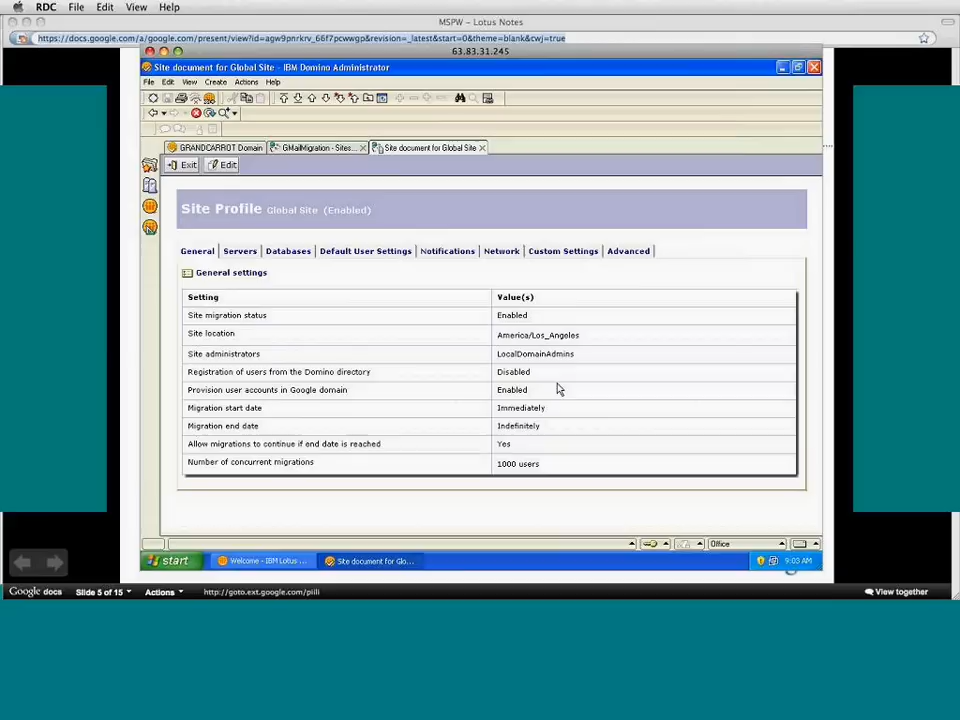 RDC File Edit View Help
MSPW – Lotus Notes
https://docs.google.com/a/google.com/present/view?id=agw9pnrkrv_66f7pcwwgp&revision=_latest&start=0&theme=blank&cwj=true
63.83.31.245
Site document for Global Site - IBM Domino Administrator
File Edit View Create Actions Help
GRANDCARROT Domain GMailMigration - Sites... Site document for Global Site
Exit Edit
Site Profile Global Site (Enabled)
General Servers Databases Default User Settings Notifications Network Custom Settings Advanced
General settings
Setting Value(s)
Site migration status Enabled
Site location America/Los_Angeles
Site administrators LocalDomainAdmins
Registration of users from the Domino directory Disabled
Provision user accounts in Google domain Enabled
Migration start date Immediately
Migration end date Indefinitely
Allow migrations to continue if end date is reached Yes
Number of concurrent migrations 1000 users
Office
start Welcome - IBM Lotus ... Site document for Glo... 9:03 AM
Google docs Slide 5 of 15 Actions http://goto.ext.google.com/piili View together